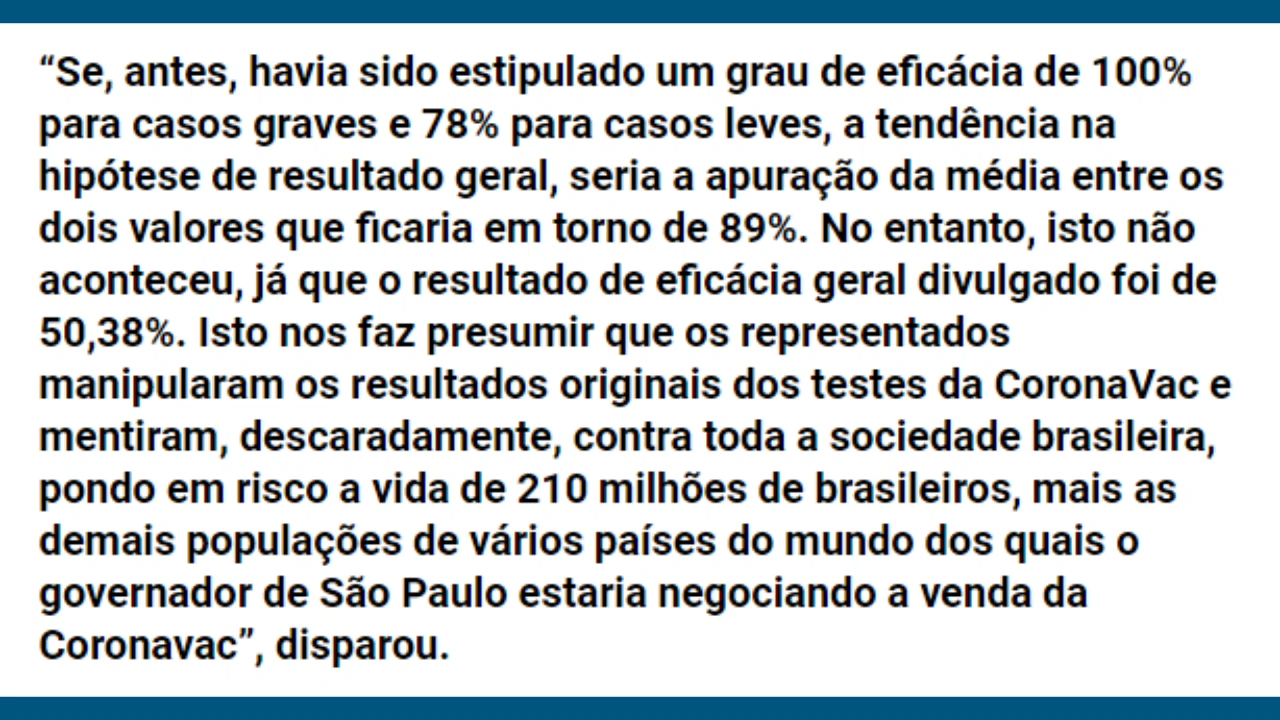 “Se, antes, havia sido estipulado um grau de eficácia de 100%
para casos graves e 78% para casos leves, a tendência na
hipótese de resultado geral, seria a apuração da média entre os
dois valores que ficaria em torno de 89%. No entanto, isto não
aconteceu, já que o resultado de eficácia geral divulgado foi de
50,38%. Isto nos faz presumir que os representados
manipularam os resultados originais dos testes da CoronaVac e
mentiram, descaradamente, contra toda a sociedade brasileira,
pondo em risco a vida de 210 milhões de brasileiros, mais as
demais populações de vários países do mundo dos quais o
governador de São Paulo estaria negociando a venda da
Coronavac”, disparou.